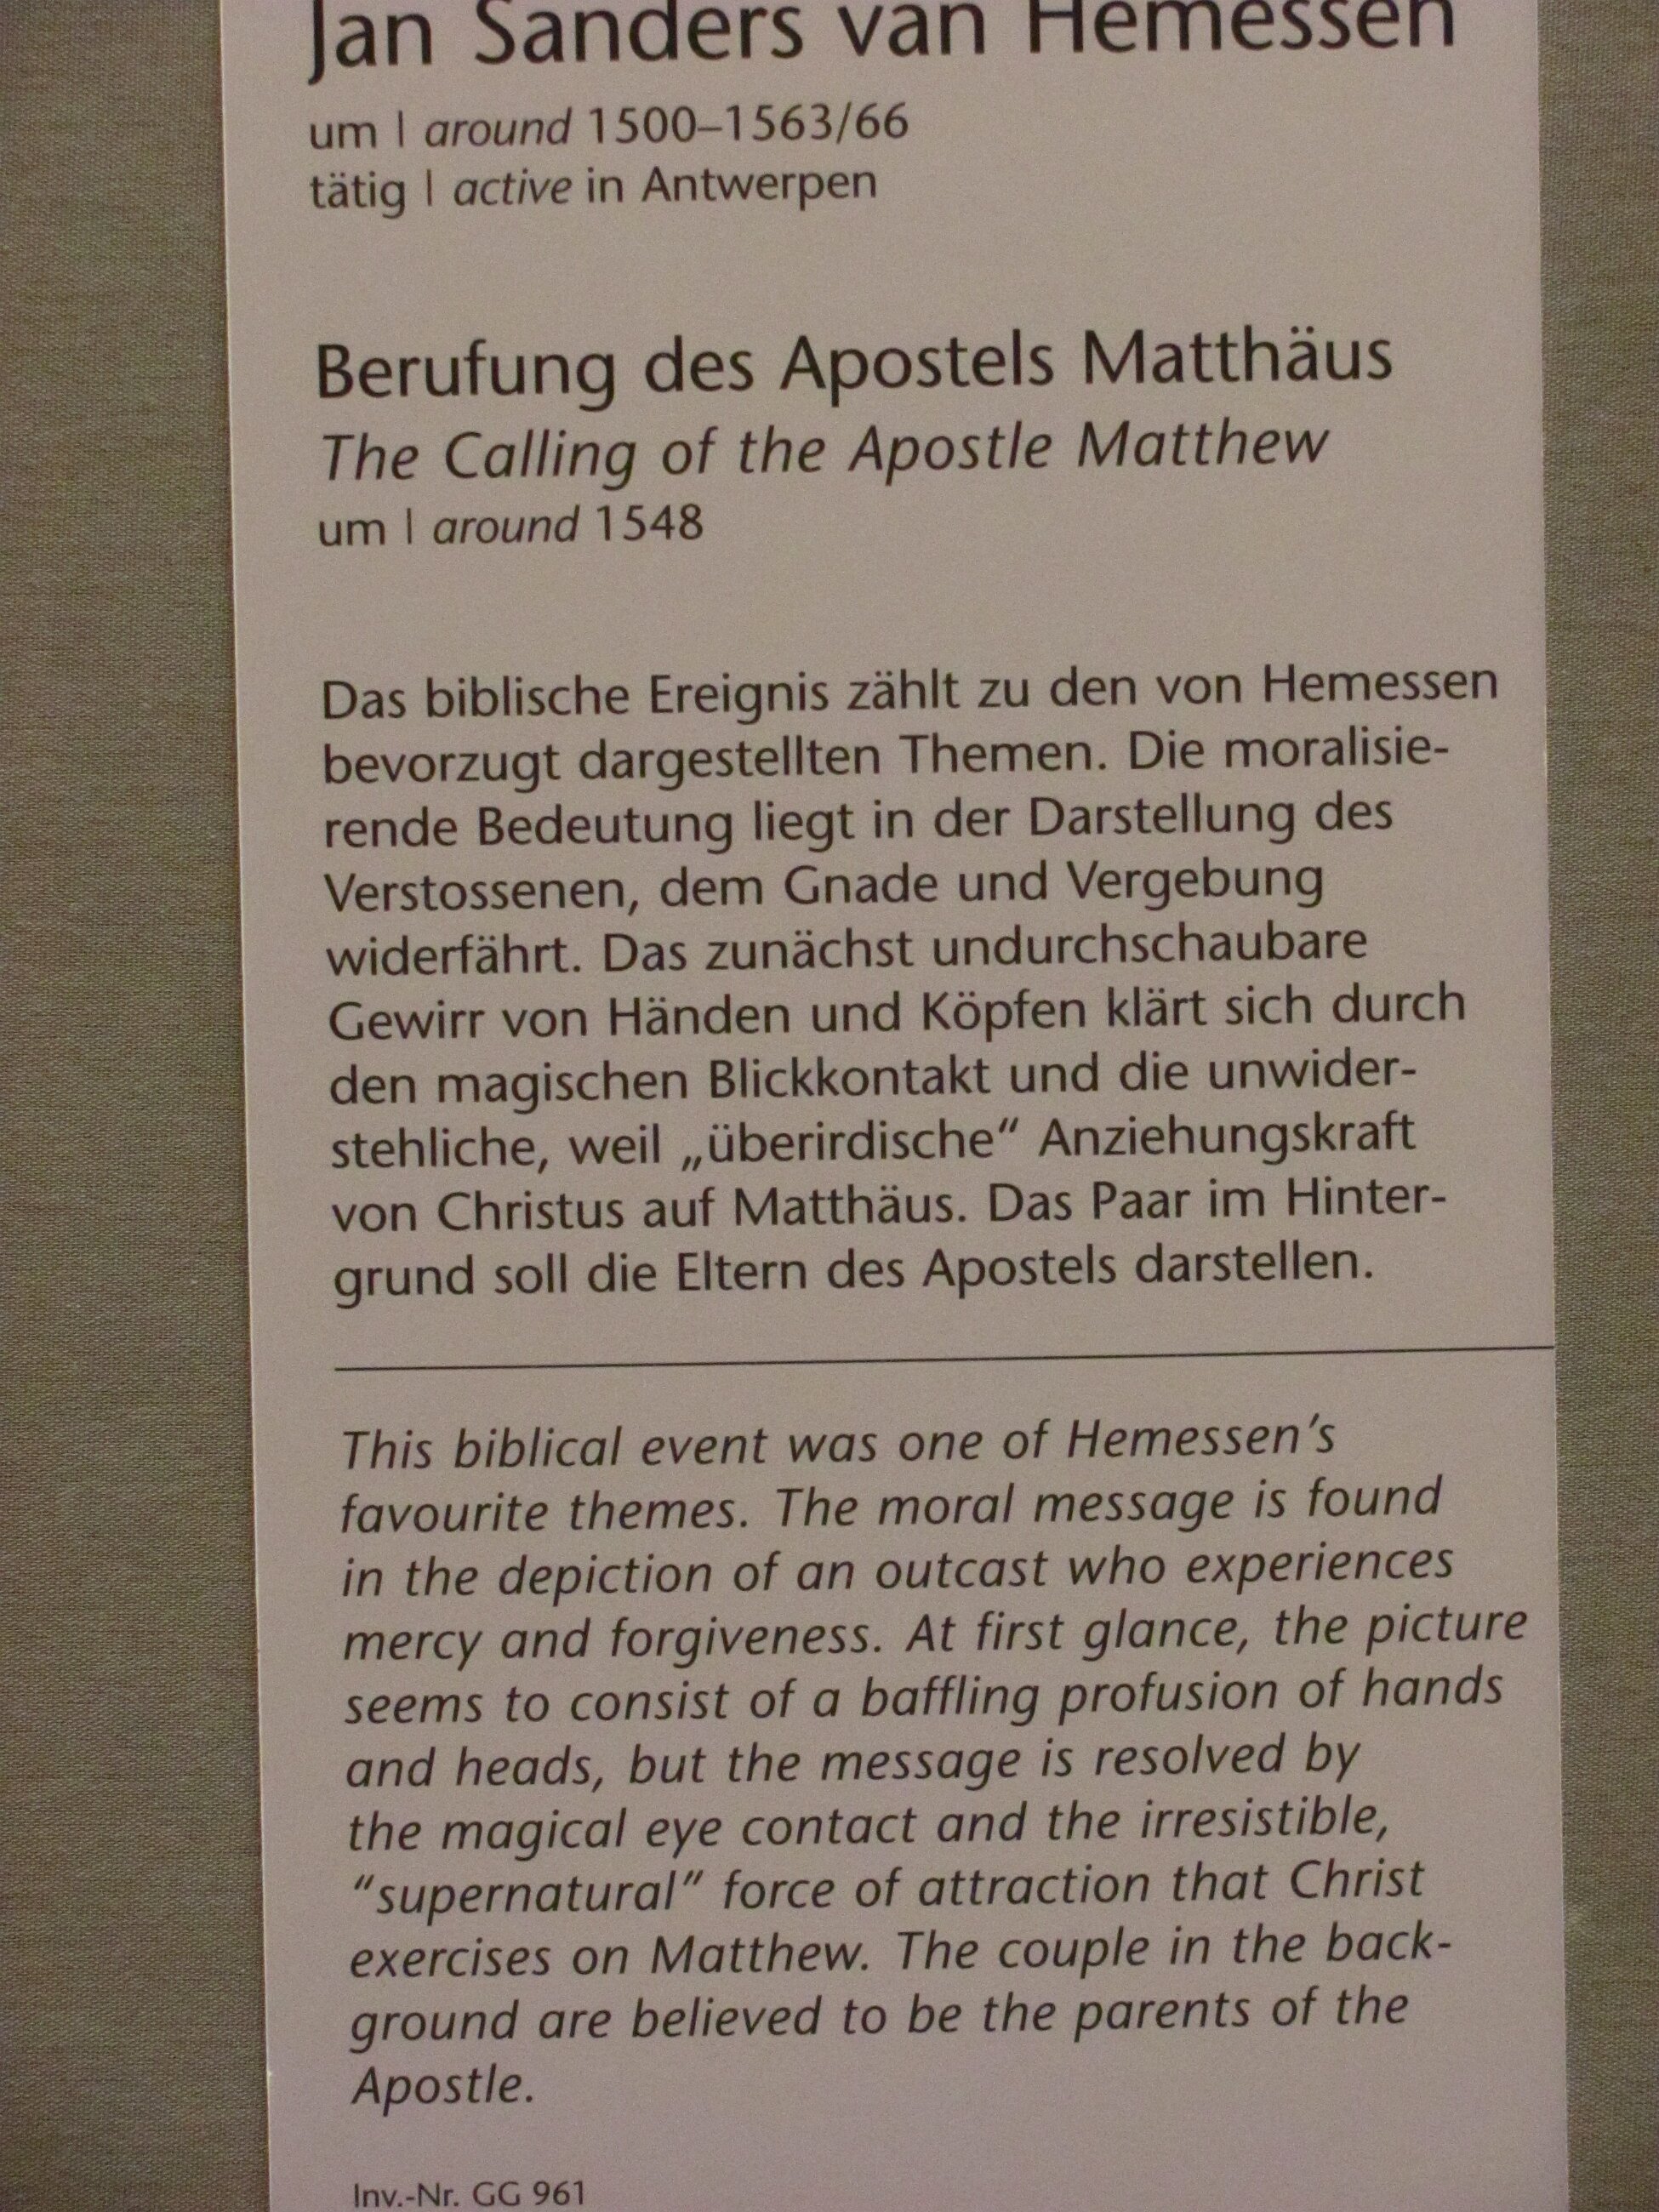 Jan Sanders van Hemessen
um | around 1500–1563/66
tätig | active in Antwerpen
Berufung des Apostels Matthäus
The Calling of the Apostle Matthew
um | around 1548
Das biblische Ereignis zählt zu den von Hemessen
bevorzugt dargestellten Themen. Die moralisie-
rende Bedeutung liegt in der Darstellung des
Verstossenen, dem Gnade und Vergebung
widerfährt. Das zunächst undurchschaubare
Gewirr von Händen und Köpfen klärt sich durch
den magischen Blickkontakt und die unwider-
stehliche, weil „überirdische“ Anziehungskraft
von Christus auf Matthäus. Das Paar im Hinter-
grund soll die Eltern des Apostels darstellen.
This biblical event was one of Hemessen’s
favourite themes. The moral message is found
in the depiction of an outcast who experiences
mercy and forgiveness. At first glance, the picture
seems to consist of a baffling profusion of hands
and heads, but the message is resolved by
the magical eye contact and the irresistible,
“supernatural” force of attraction that Christ
exercises on Matthew. The couple in the back-
ground are believed to be the parents of the
Apostle.
Inv.-Nr. GG 961